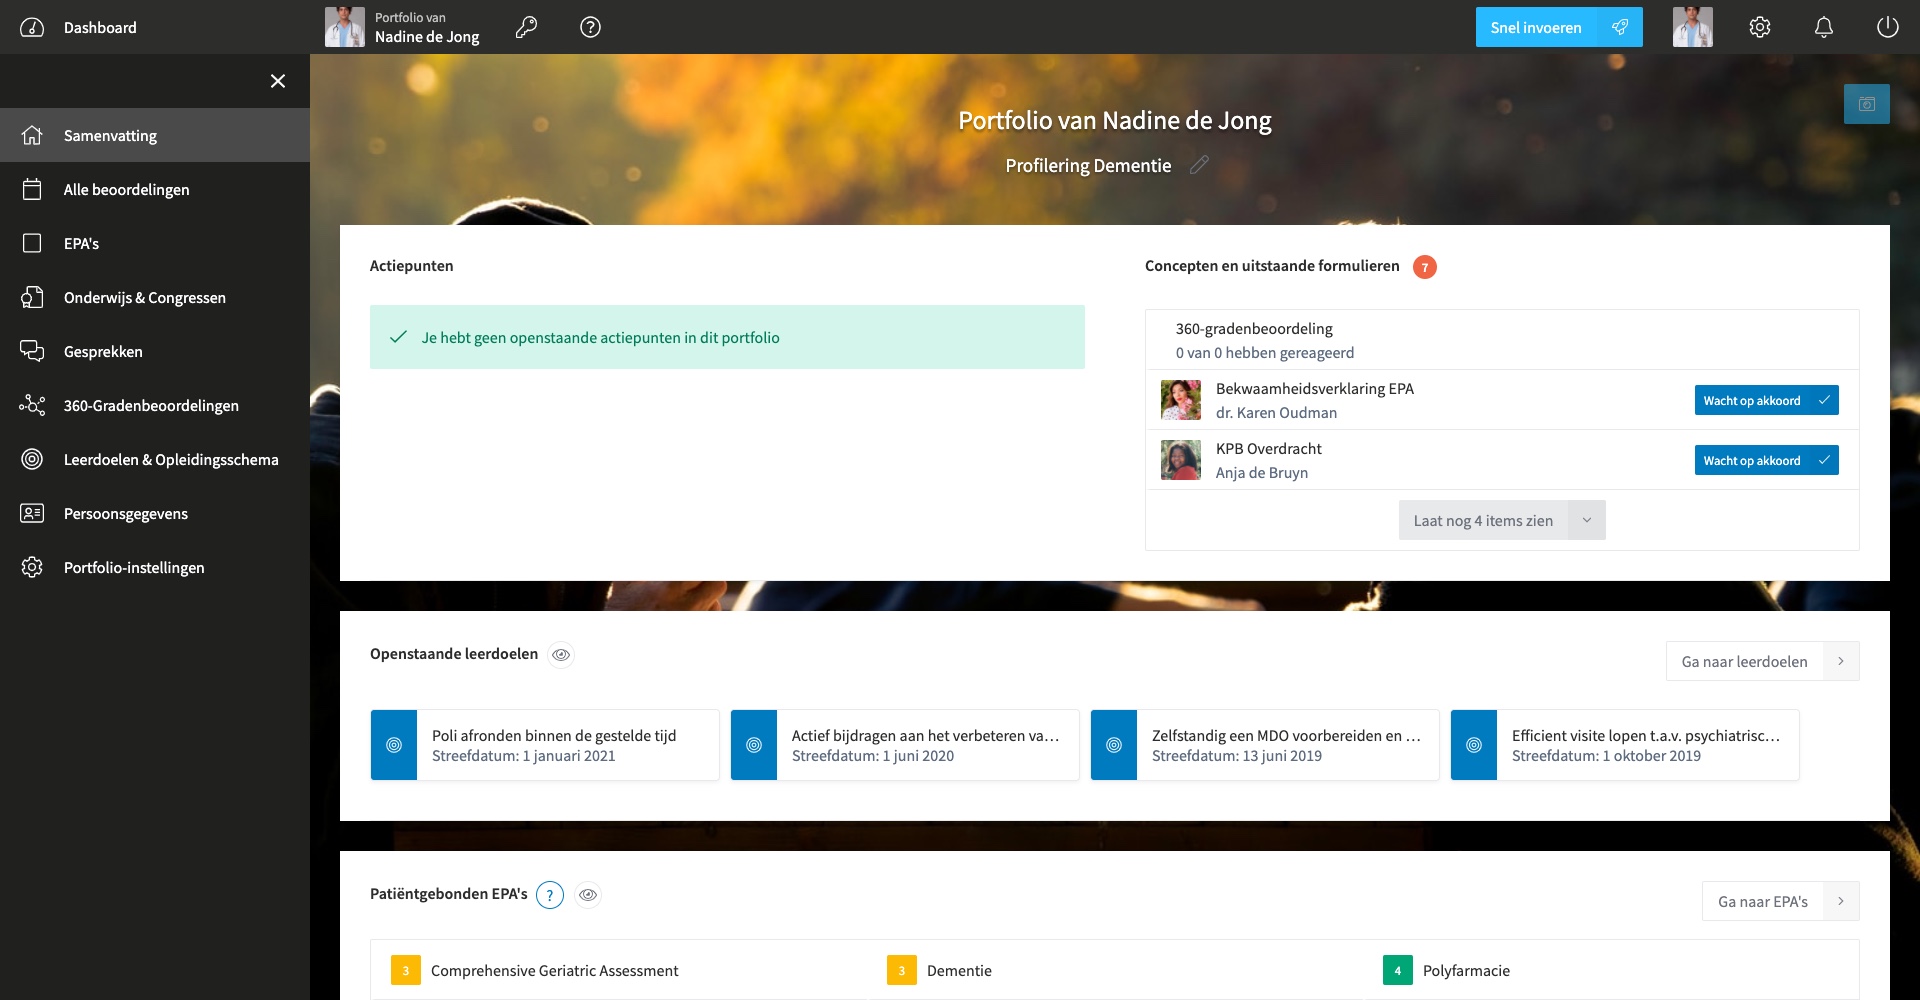 Dashboard
Portfolio van
Nadine de Jong
Snel invoeren
Samenvatting
Alle beoordelingen
EPA's
Onderwijs & Congressen
Gesprekken
360-Gradenbeoordelingen
Leerdoelen & Opleidingsschema
Persoonsgegevens
Portfolio-instellingen
Portfolio van Nadine de Jong
Profilering Dementie
Actiepunten
Je hebt geen openstaande actiepunten in dit portfolio
Concepten en uitstaande formulieren 7
360-gradenbeoordeling
0 van 0 hebben gereageerd
Bekwaamheidsverklaring EPA
dr. Karen Oudman
Wacht op akkoord
KPB Overdracht
Anja de Bruyn
Wacht op akkoord
Laat nog 4 items zien
Openstaande leerdoelen
Ga naar leerdoelen
Poli afronden binnen de gestelde tijd
Streefdatum: 1 januari 2021
Actief bijdragen aan het verbeteren va…
Streefdatum: 1 juni 2020
Zelfstandig een MDO voorbereiden en …
Streefdatum: 13 juni 2019
Efficient visite lopen t.a.v. psychiatrisc…
Streefdatum: 1 oktober 2019
Patiëntgebonden EPA's ?
Ga naar EPA's
3 Comprehensive Geriatric Assessment
3 Dementie
4 Polyfarmacie